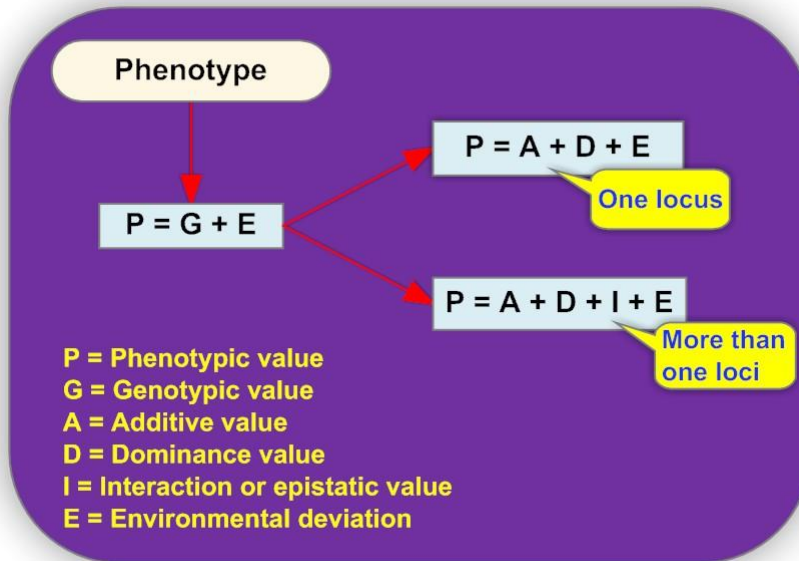 Phenotype
P = G + E
P = A + D + E
One locus
P = A + D + I + E
More than
one loci
P = Phenotypic value
G = Genotypic value
A = Additive value
D = Dominance value
I = Interaction or epistatic value
E = Environmental deviation